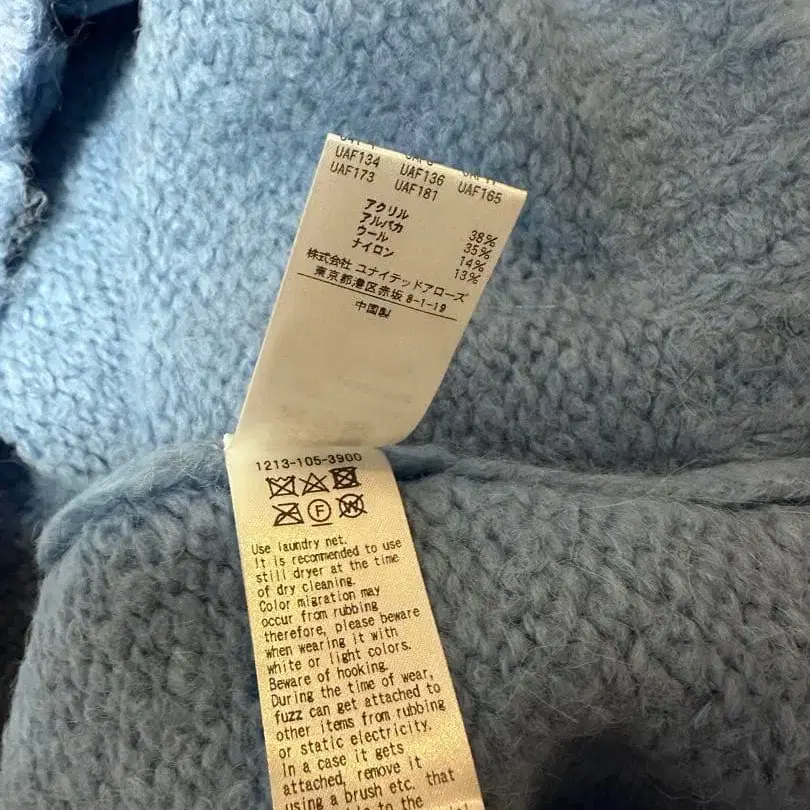 UAF134 UAF136 UAF165
UAF173 UAF181
アクリル 38%
アルパカ 35%
ウール 14%
ナイロン 13%
株式会社 ユナイテッドアローズ
東京都港区赤坂 8-1-19
中国製
1213-105-3900
F W
Use laundry net.
It is recommended to use
still dryer at the time
of dry cleaning.
Color migration may
occur from rubbing
therefore, please beware
when wearing it with
white or light colors.
Beware of hooking.
During the time of wear,
fuzz can get attached to
other items from rubbing
or static electricity.
In a case it gets
attached, remove it
using a brush etc. that
to the